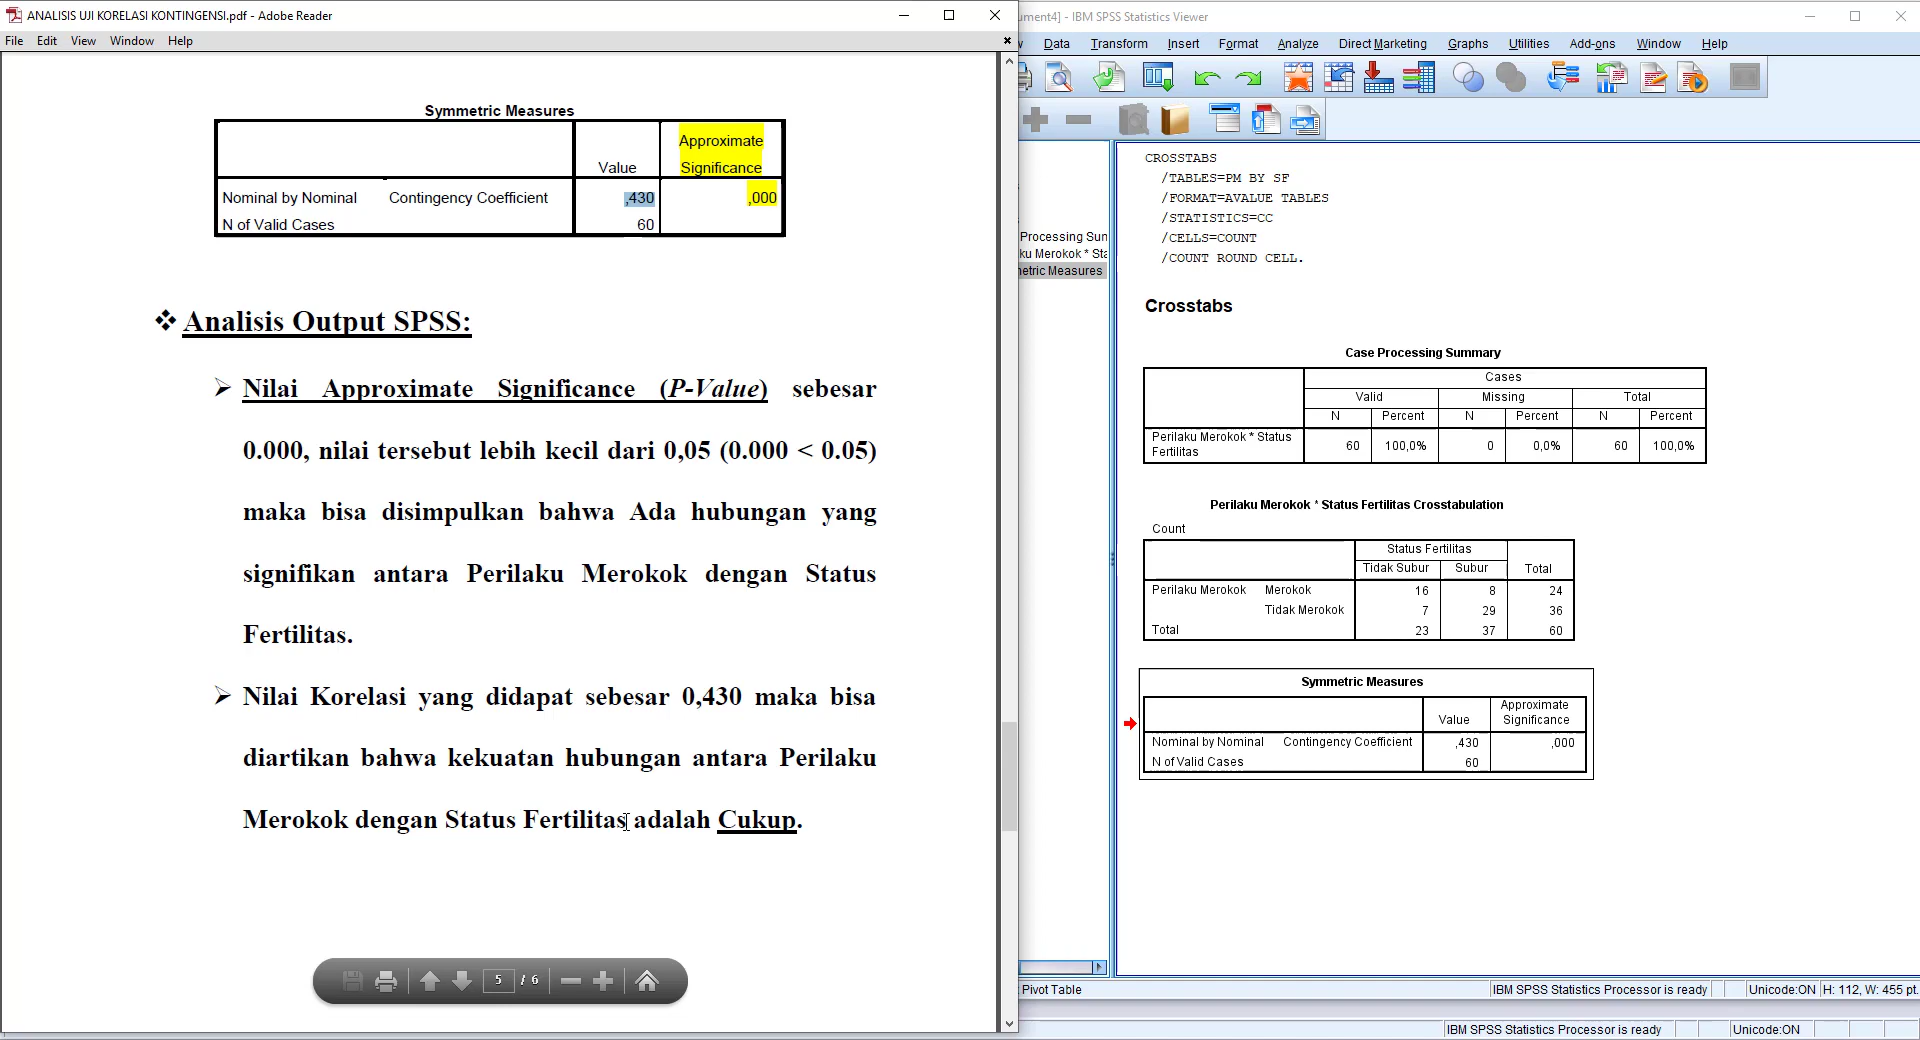 ANALISIS UJI KORELASI KONTINGENSI.pdf - Adobe Reader
File Edit View Window Help
Symmetric Measures
Value Approximate Significance
Nominal by Nominal Contingency Coefficient ,430 ,000
N of Valid Cases 60
❖ Analisis Output SPSS:
➢ Nilai Approximate Significance (P-Value) sebesar
0.000, nilai tersebut lebih kecil dari 0,05 (0.000 < 0.05)
maka bisa disimpulkan bahwa Ada hubungan yang
signifikan antara Perilaku Merokok dengan Status
Fertilitas.
➢ Nilai Korelasi yang didapat sebesar 0,430 maka bisa
diartikan bahwa kekuatan hubungan antara Perilaku
Merokok dengan Status Fertilitas adalah Cukup.
5 / 6
ument4] - IBM SPSS Statistics Viewer
Data Transform Insert Format Analyze Direct Marketing Graphs Utilities Add-ons Window Help
Processing Sun
ku Merokok * Sta
metric Measures
CROSSTABS
/TABLES=PM BY SF
/FORMAT=AVALUE TABLES
/STATISTICS=CC
/CELLS=COUNT
/COUNT ROUND CELL.
Crosstabs
Case Processing Summary
Cases
Valid Missing Total
N Percent N Percent N Percent
Perilaku Merokok * Status
Fertilitas 60 100,0% 0 0,0% 60 100,0%
Perilaku Merokok * Status Fertilitas Crosstabulation
Count
Status Fertilitas
Tidak Subur Subur Total
Perilaku Merokok Merokok 16 8 24
Tidak Merokok 7 29 36
Total 23 37 60
Symmetric Measures
Value Approximate Significance
Nominal by Nominal Contingency Coefficient ,430 ,000
N of Valid Cases 60
Pivot Table IBM SPSS Statistics Processor is ready Unicode:ON H: 112, W: 455 pt.
IBM SPSS Statistics Processor is ready Unicode:ON